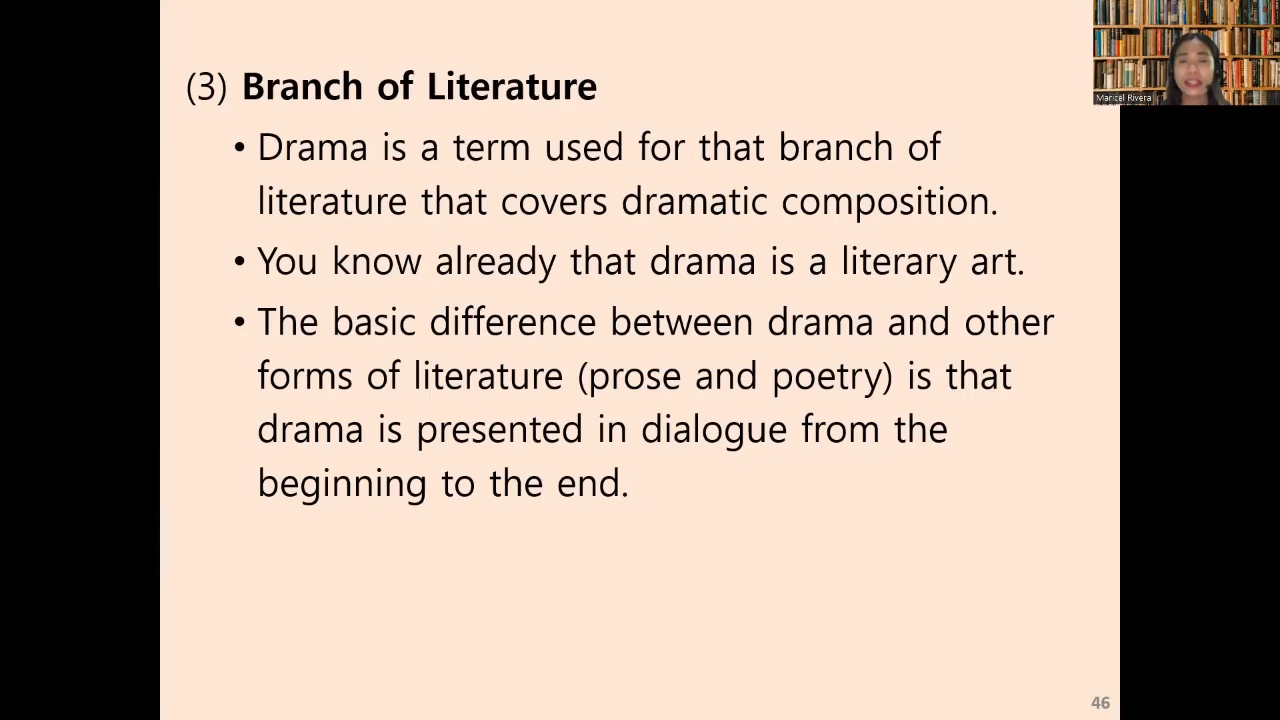 (3) Branch of Literature
• Drama is a term used for that branch of
literature that covers dramatic composition.
• You know already that drama is a literary art.
• The basic difference between drama and other
forms of literature (prose and poetry) is that
drama is presented in dialogue from the
beginning to the end.
Maricel Rivera
46